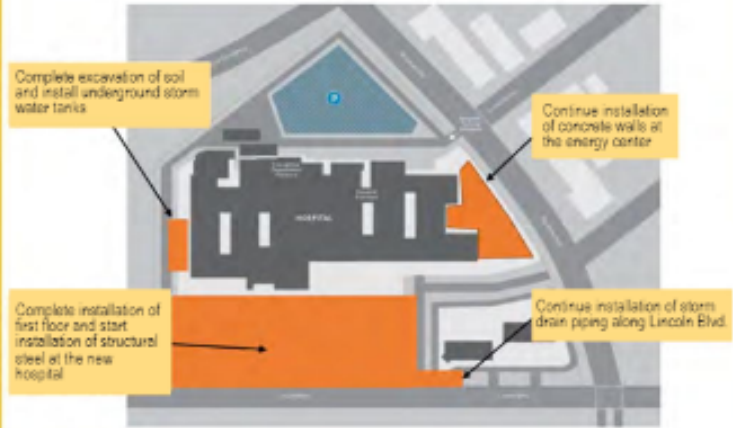 Complete excavation of soil
and install underground storm
water tanks
P
Continue installation
of concrete walls at
the energy center
HOSPITAL
Complete installation of
first floor and start
installation of structural
steel at the new
hospital
Continue installation of storm
drain piping along Lincoln Blvd.